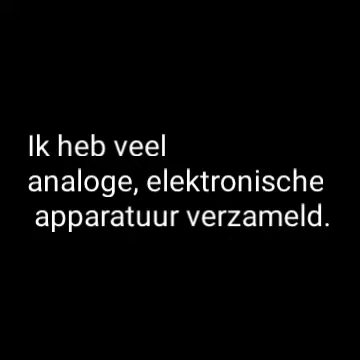 Ik heb veel
analoge, elektronische
apparatuur verzameld.